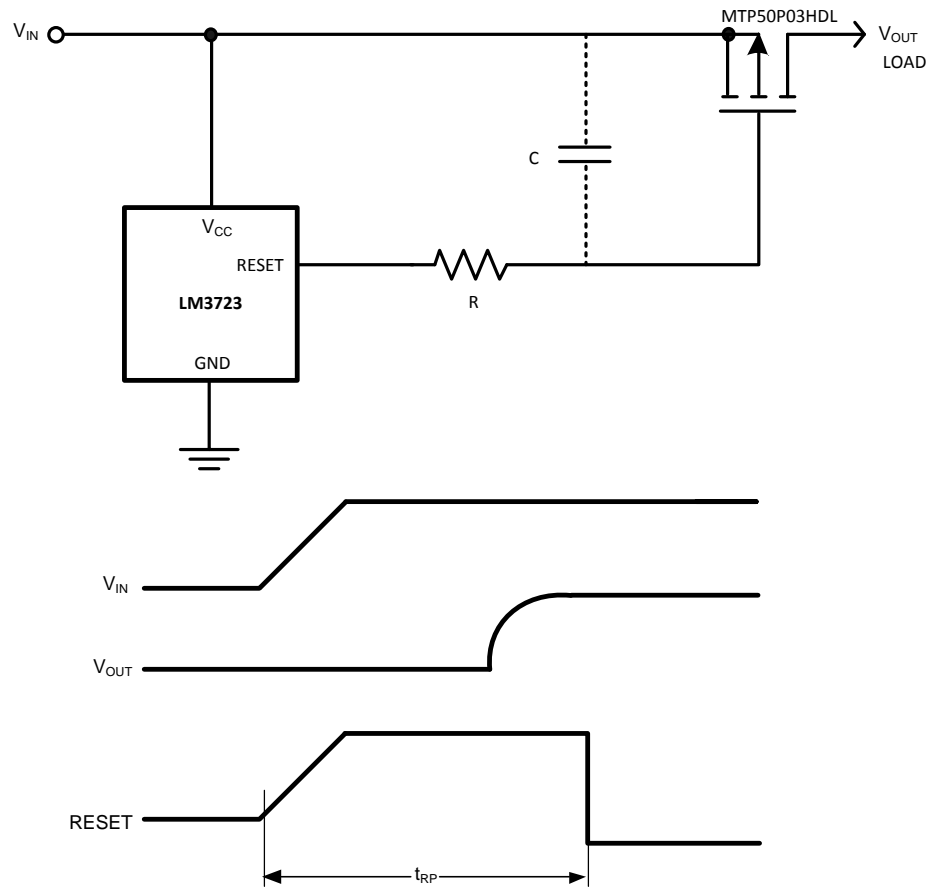 MTP50P03HDL
VIN
VOUT
LOAD
C
VCC
RESET
R
LM3723
GND
VIN
VOUT
RESET
tRP